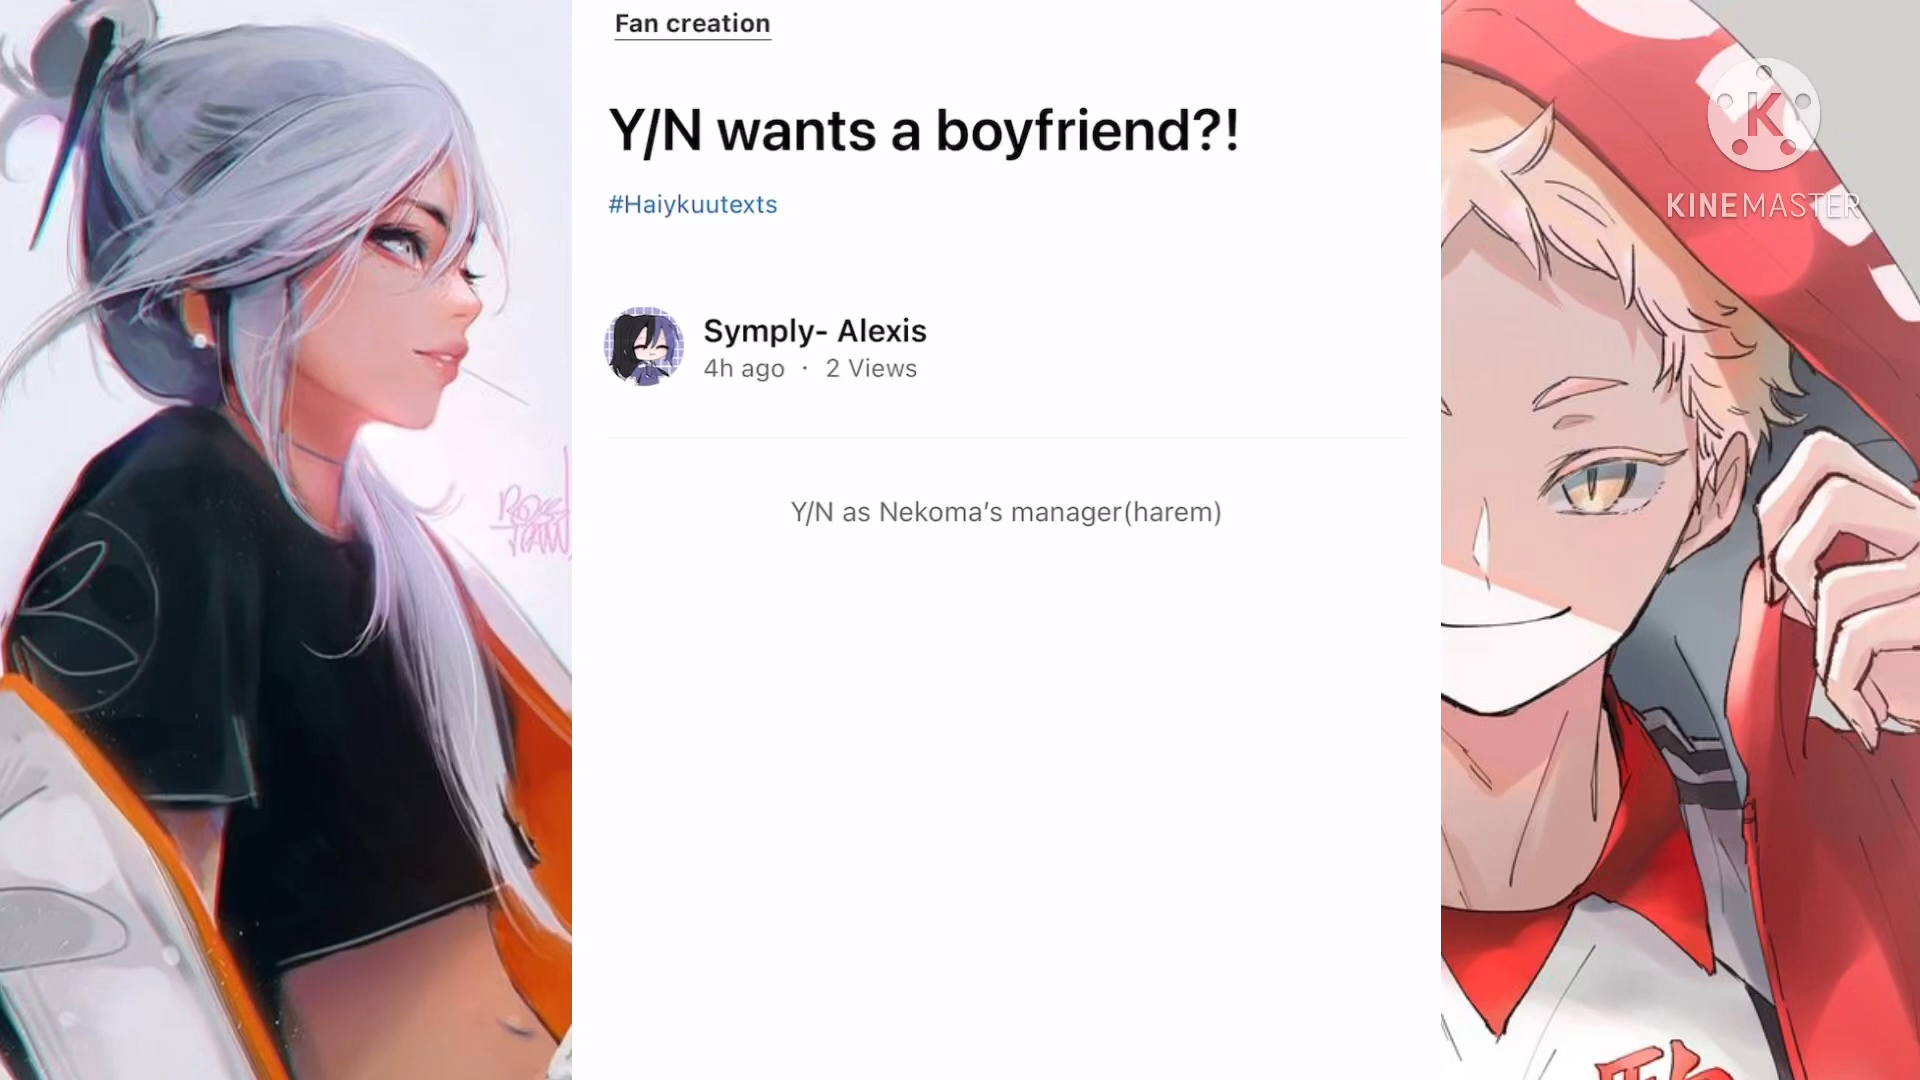 Fan creation
Y/N wants a boyfriend?!
#Haiykuutexts
Symply- Alexis
4h ago · 2 Views
Y/N as Nekoma’s manager(harem)
K
KINEMASTER